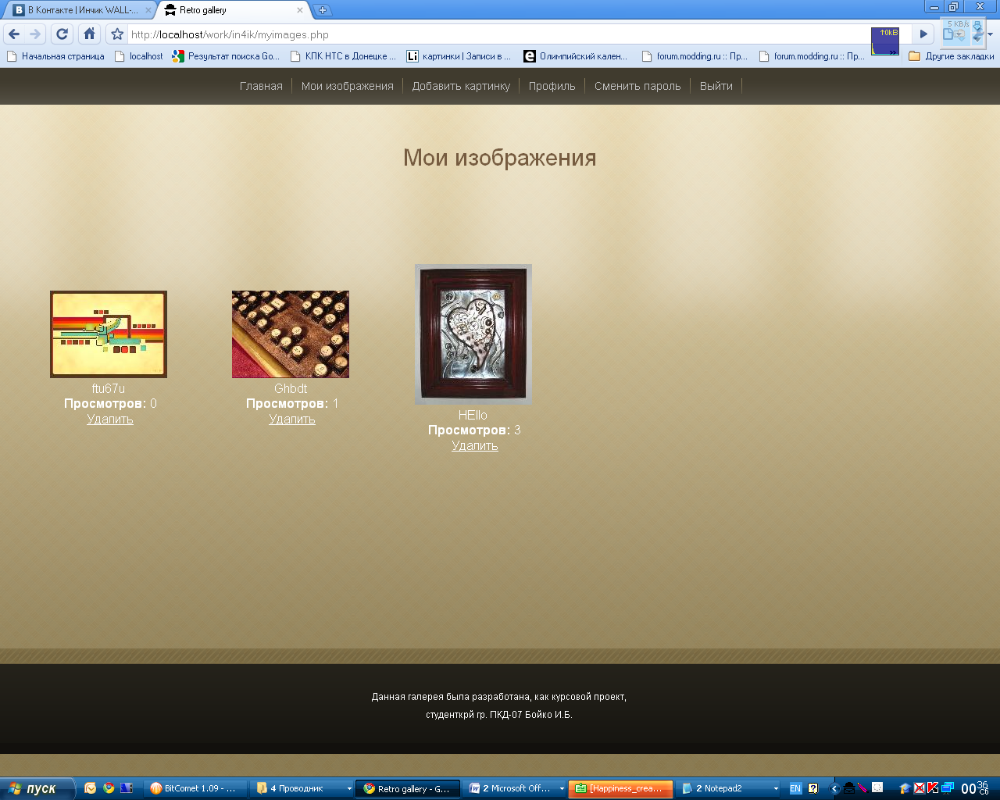 В Контакте | Инчик WALL-...
Retro gallery
http://localhost/work/in4ik/myimages.php
5 KB/s
↑0kB
Начальная страница
localhost
Результат поиска Go...
КПК НТС в Донецке ...
картинки | Записи в ...
Олимпийский кален...
forum.modding.ru :: Пр...
forum.modding.ru :: Пр...
Другие закладки
Главная
Мои изображения
Добавить картинку
Профиль
Сменить пароль
Выйти
Мои изображения
ftu67u
Просмотров: 0
Удалить
Ghbdt
Просмотров: 1
Удалить
HEllo
Просмотров: 3
Удалить
Данная галерея была разработана, как курсовой проект,
студенткрй гр. ПКД-07 Бойко И.Б.
пуск
BitComet 1.09 - ...
4 Проводник
Retro gallery - G...
2 Microsoft Off...
[Happiness_crea...
2 Notepad2
EN
00 36
Сб